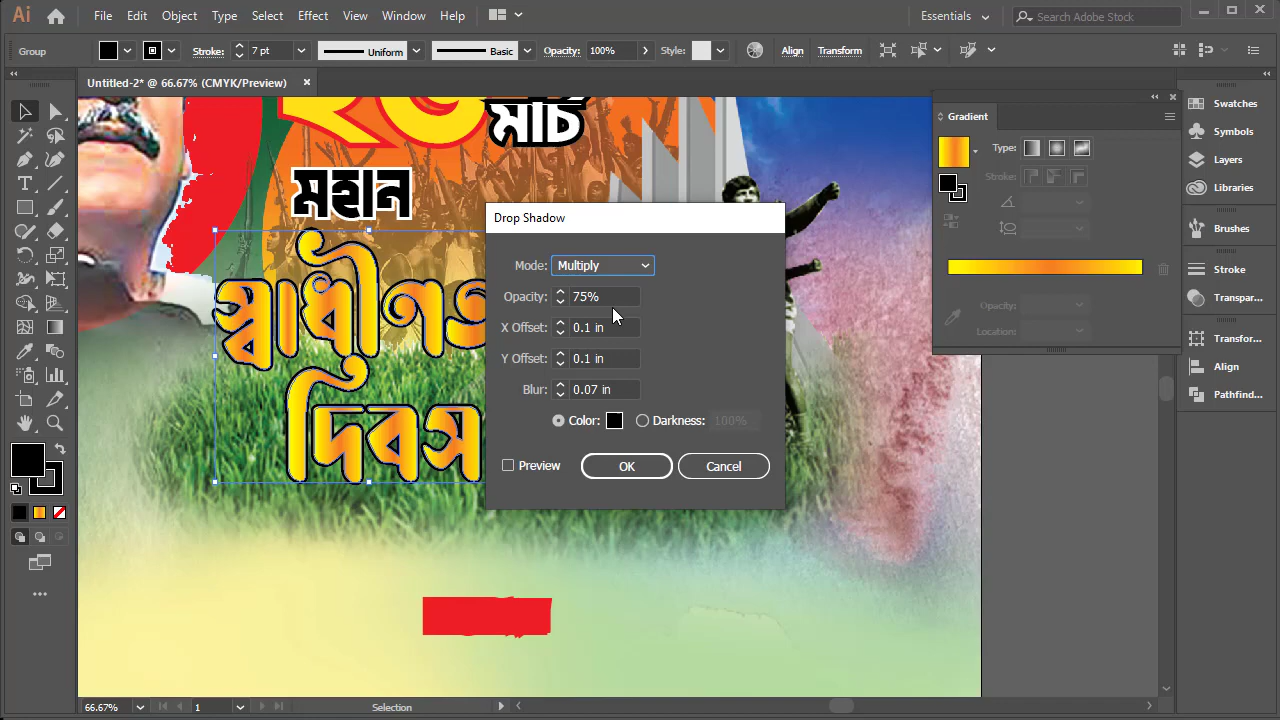 Ai File Edit Object Type Select Effect View Window Help Essentials Search Adobe Stock
Group Stroke: 7 pt Uniform Basic Opacity: 100% Style: Align Transform
Untitled-2* @ 66.67% (CMYK/Preview) ×
Gradient
Type:
Stroke:
Opacity:
Location:
Swatches
Symbols
Layers
Libraries
Brushes
Stroke
Transpar...
Transfor...
Align
Pathfind...
২৬ মার্চ
মহান
দিবস
Drop Shadow
Mode: Multiply
Opacity: 75%
X Offset: 0.1 in
Y Offset: 0.1 in
Blur: 0.07 in
Color: Darkness: 100%
Preview OK Cancel
66.67% 1 Selection